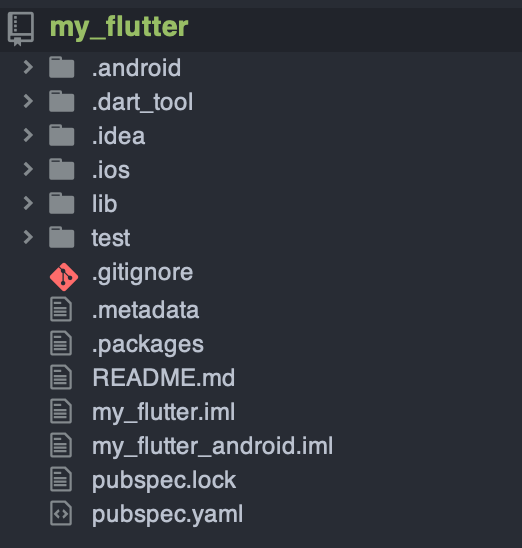 my_flutter
.android
.dart_tool
.idea
.ios
lib
test
.gitignore
.metadata
.packages
README.md
my_flutter.iml
my_flutter_android.iml
pubspec.lock
pubspec.yaml